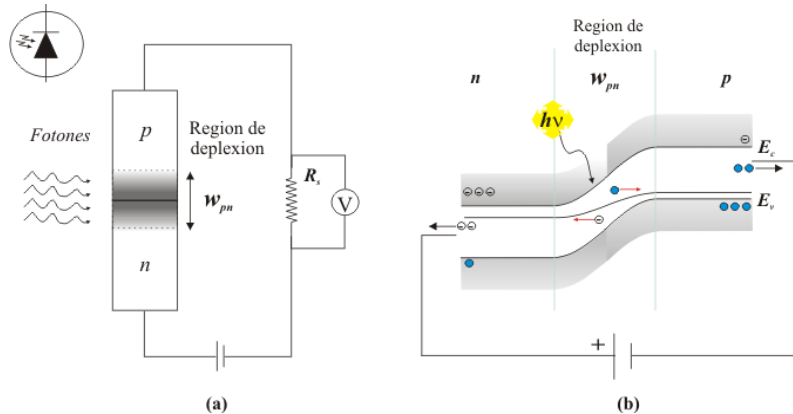 Fotones
p
Region de
deplexion
w_pn
n
R_s
V
(a)
Region de
deplexion
n
w_pn
p
hν
E_c
E_v
+
(b)